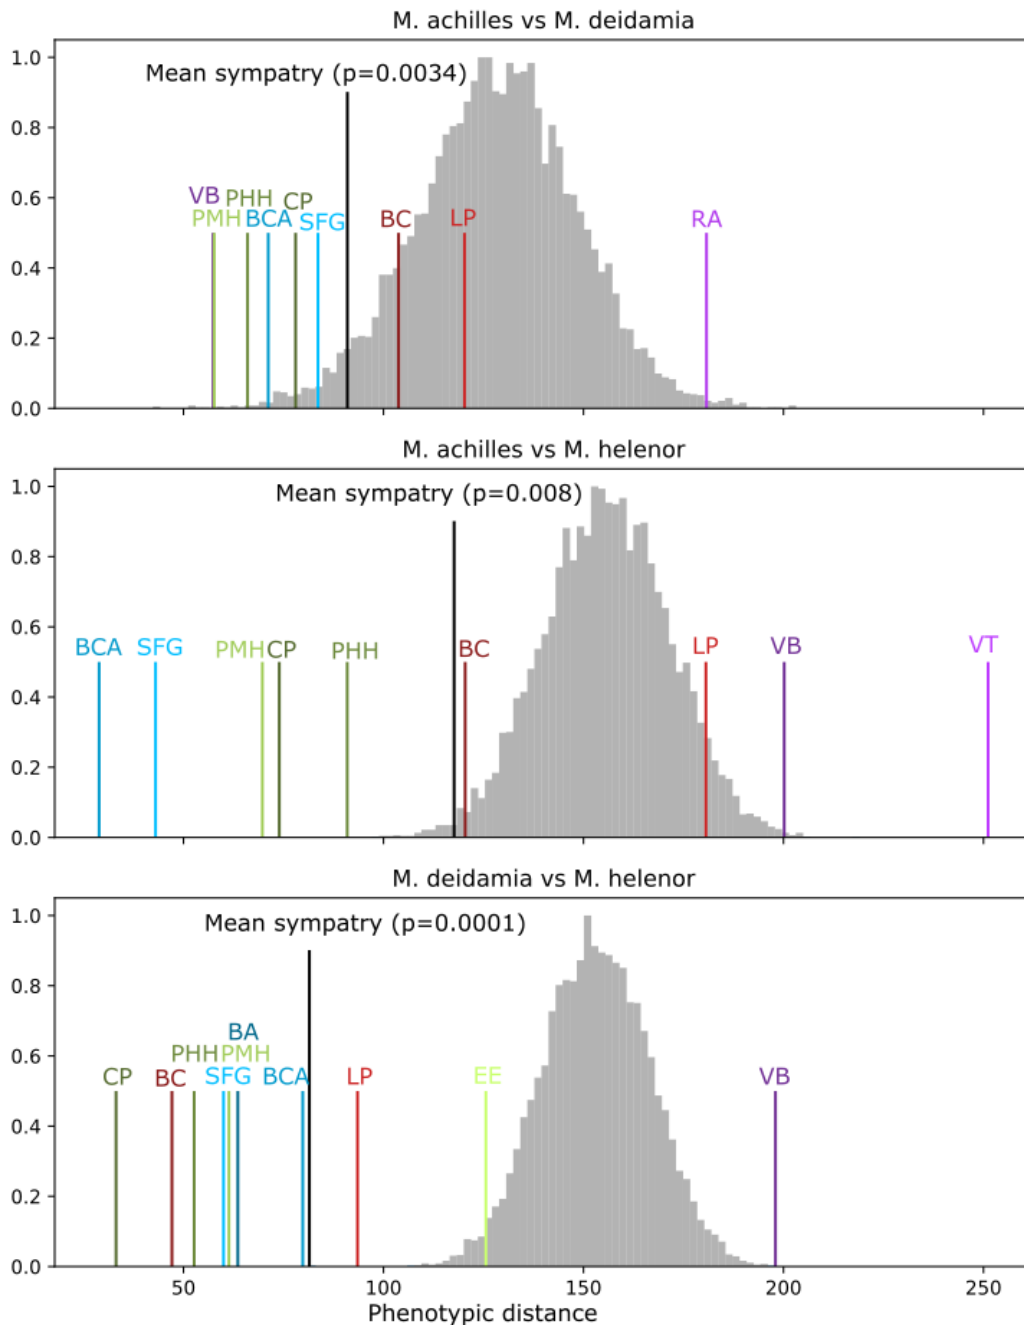 M. achilles vs M. deidamia
1.0
Mean sympatry (p=0.0034)
0.8
0.6
VB PHH CP
PMH BCA SFG BC LP RA
0.4
0.2
0.0
M. achilles vs M. helenor
1.0
Mean sympatry (p=0.008)
0.8
0.6
BCA SFG PMH CP PHH BC LP VB VT
0.4
0.2
0.0
M. deidamia vs M. helenor
1.0
Mean sympatry (p=0.0001)
0.8
BA
0.6
PHH PMH
CP BC SFG BCA LP EE VB
0.4
0.2
0.0
50 100 150 200 250
Phenotypic distance